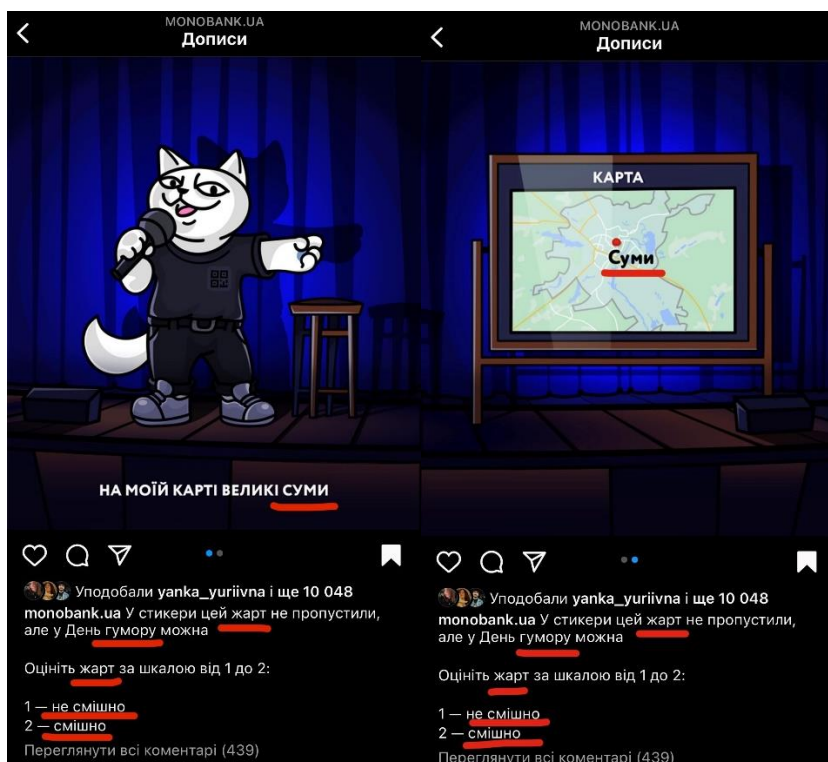 MONOBANK.UA
Дописи
НА МОЇЙ КАРТІ ВЕЛИКІ СУМИ
Уподобали yanka_yuriivna і ще 10 048
monobank.ua У стикери цей жарт не пропустили,
але у День гумору можна
Оцініть жарт за шкалою від 1 до 2:
1 — не смішно
2 — смішно
Переглянути всі коментарі (439)
MONOBANK.UA
Дописи
КАРТА
Суми
Уподобали yanka_yuriivna і ще 10 048
monobank.ua У стикери цей жарт не пропустили,
але у День гумору можна
Оцініть жарт за шкалою від 1 до 2:
1 — не смішно
2 — смішно
Переглянути всі коментарі (439)